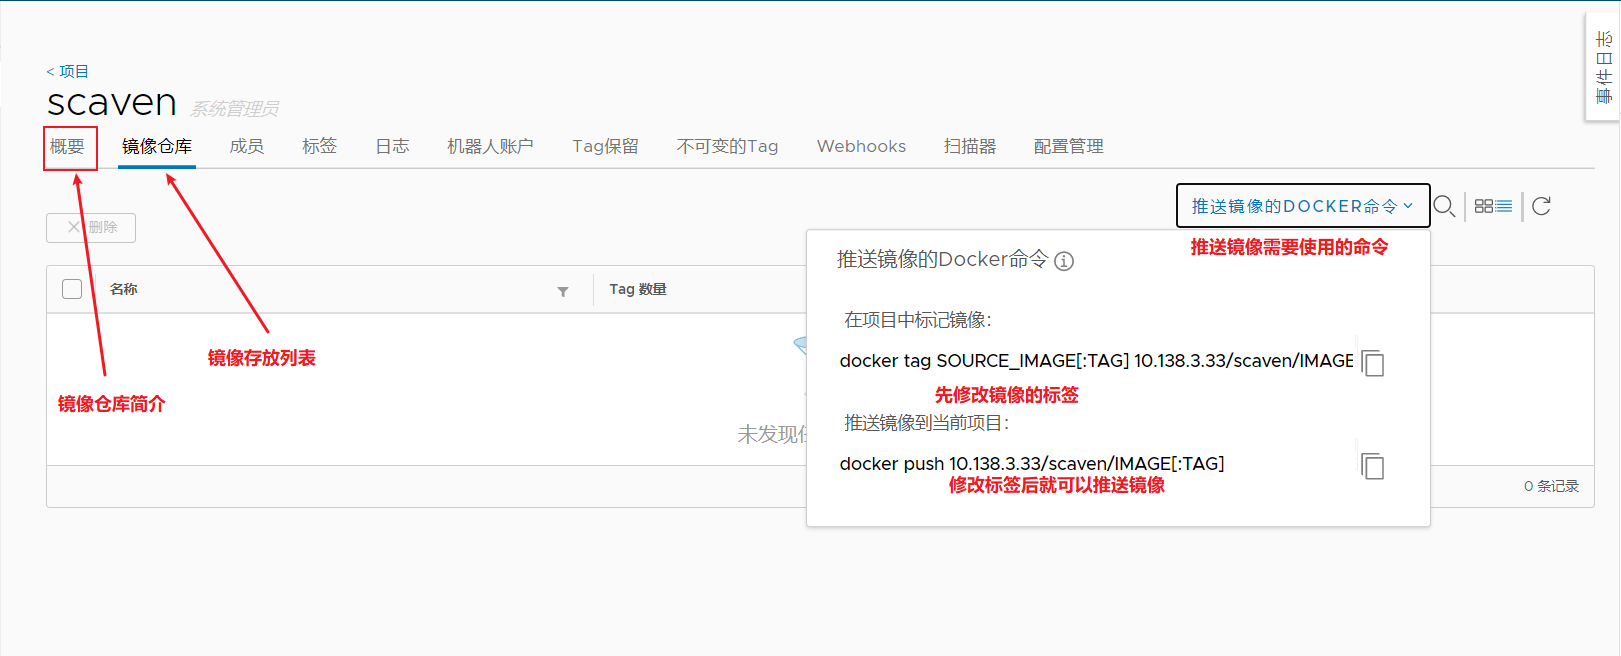 事件日志
< 项目
scaven 系统管理员
概要 镜像仓库 成员 标签 日志 机器人账户 Tag保留 不可变的Tag Webhooks 扫描器 配置管理
推送镜像的DOCKER命令
删除
推送镜像需要使用的命令
推送镜像的Docker命令
名称 Tag 数量
在项目中标记镜像：
镜像存放列表
docker tag SOURCE_IMAGE[:TAG] 10.138.3.33/scaven/IMAGE
先修改镜像的标签
镜像仓库简介
推送镜像到当前项目：
未发现
docker push 10.138.3.33/scaven/IMAGE[:TAG]
修改标签后就可以推送镜像
0 条记录